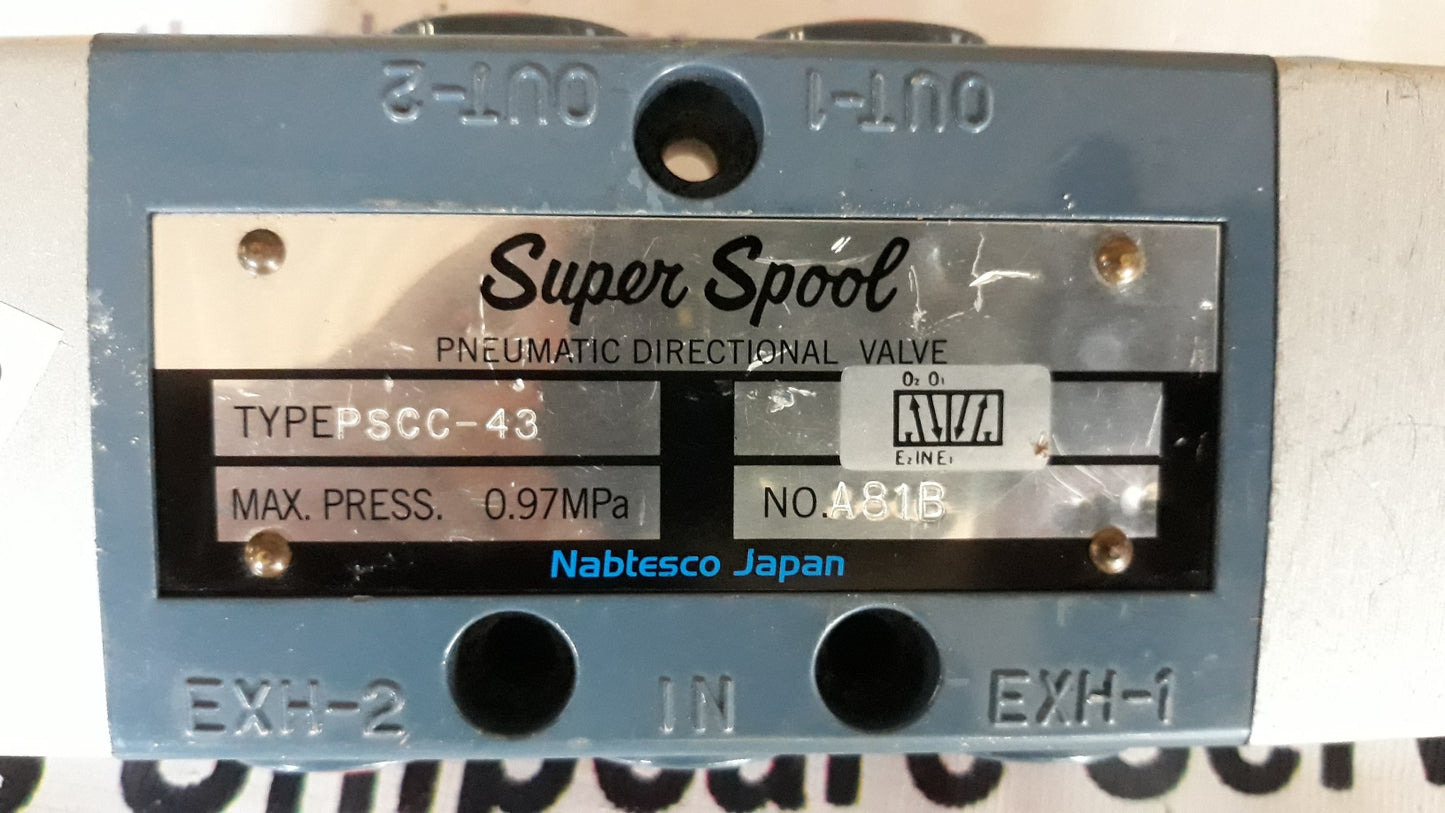 OUT-2 OUT-1
Super Spool
PNEUMATIC DIRECTIONAL VALVE
TYPE PSCC-43
O₂ O₁
E₂ IN E₁
MAX. PRESS. 0.97MPa
NO. A81B
Nabtesco Japan
EXH-2 IN EXH-1